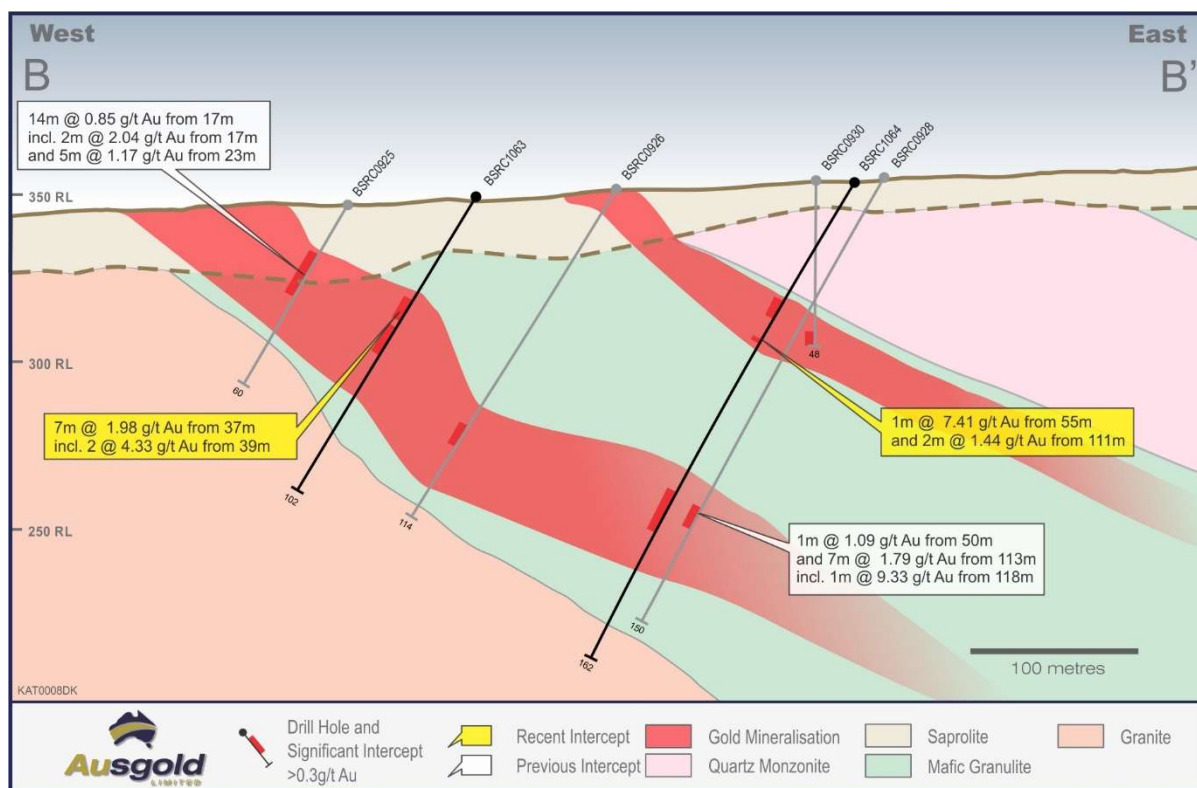 West
East
B
B'
14m @ 0.85 g/t Au from 17m
incl. 2m @ 2.04 g/t Au from 17m
and 5m @ 1.17 g/t Au from 23m
BSRC0925
BSRC1063
BSRC0926
BSRC0930
BSRC1064
BSRC0928
350 RL
300 RL
250 RL
60
102
114
48
150
162
7m @ 1.98 g/t Au from 37m
incl. 2 @ 4.33 g/t Au from 39m
1m @ 7.41 g/t Au from 55m
and 2m @ 1.44 g/t Au from 111m
1m @ 1.09 g/t Au from 50m
and 7m @ 1.79 g/t Au from 113m
incl. 1m @ 9.33 g/t Au from 118m
100 metres
KAT0008DK
Ausgold
LIMITED
Drill Hole and
Significant Intercept
>0.3g/t Au
Recent Intercept
Previous Intercept
Gold Mineralisation
Quartz Monzonite
Saprolite
Mafic Granulite
Granite